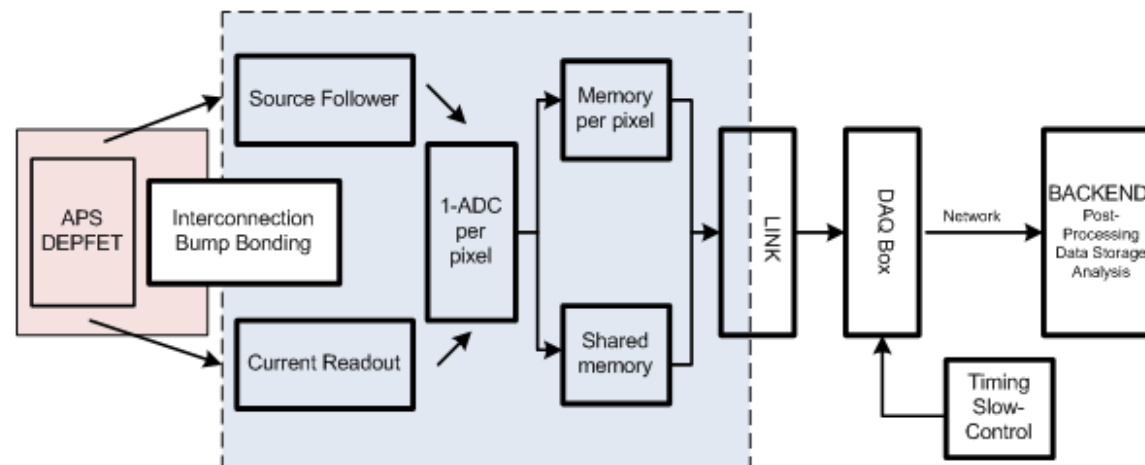 APS
DEPFET
Interconnection
Bump Bonding
Source Follower
Current Readout
1-ADC
per
pixel
Memory
per pixel
Shared
memory
LINK
DAQ Box
Network
BACKEND
Post-
Processing
Data Storage
Analysis
Timing
Slow-
Control